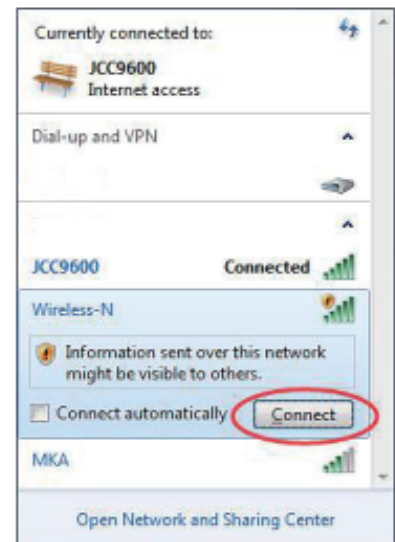 Currently connected to:
JCC9600
Internet access
Dial-up and VPN
JCC9600 Connected
Wireless-N
Information sent over this network
might be visible to others.
Connect automatically Connect
MKA
Open Network and Sharing Center